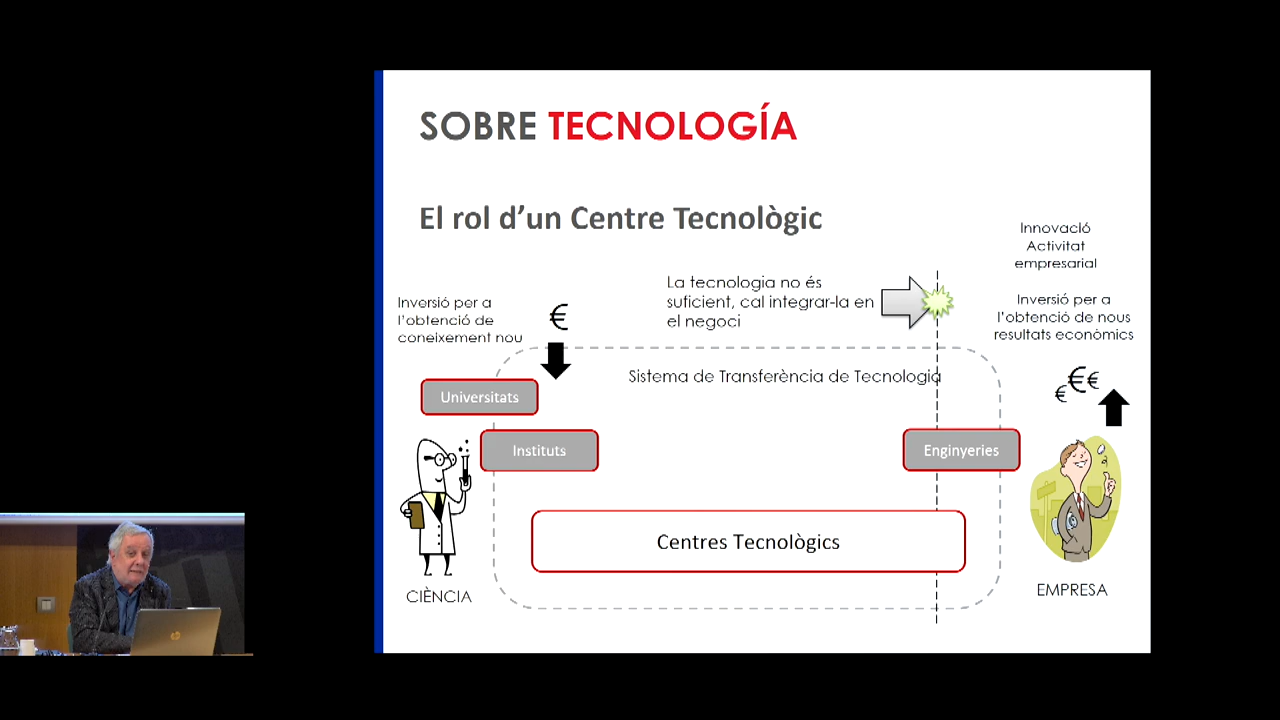 SOBRE TECNOLOGÍA
El rol d'un Centre Tecnològic
Innovació
Activitat
empresarial
La tecnologia no és
suficient, cal integrar-la en
el negoci
Inversió per a
l'obtenció de
coneixement nou
€
Inversió per a
l'obtenció de nous
resultats econòmics
Sistema de Transferència de Tecnologia
€€€
Universitats
Instituts
Enginyeries
Centres Tecnològics
CIÈNCIA
EMPRESA